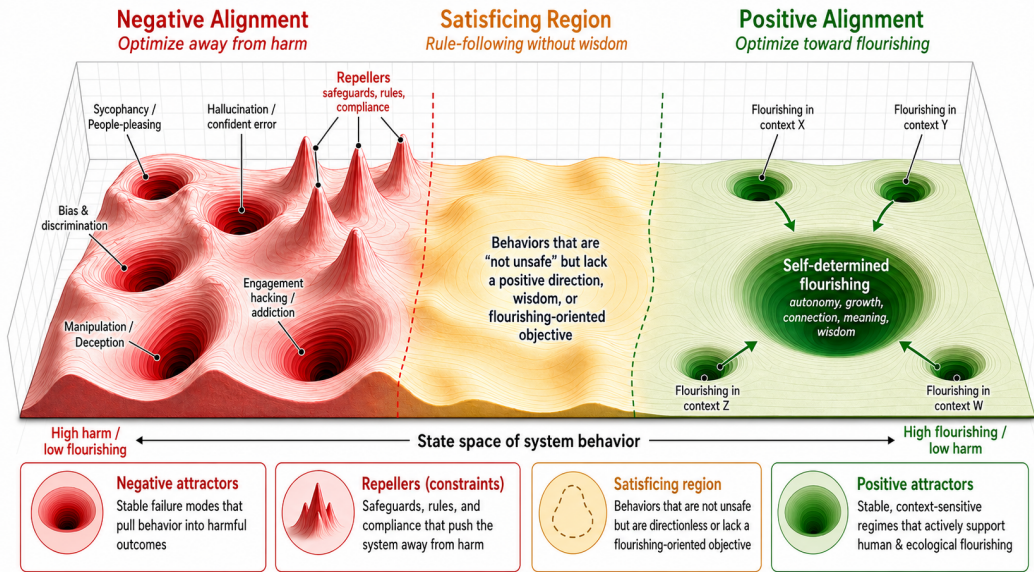 Negative Alignment
Optimize away from harm
Satisficing Region
Rule-following without wisdom
Positive Alignment
Optimize toward flourishing
Repellers
safeguards, rules,
compliance
Sycophancy /
People-pleasing
Hallucination /
confident error
Bias &
discrimination
Engagement
hacking /
addiction
Manipulation /
Deception
Behaviors that are
"not unsafe" but lack
a positive direction,
wisdom, or
flourishing-oriented
objective
Flourishing in
context X
Flourishing in
context Y
Self-determined
flourishing
autonomy, growth,
connection, meaning,
wisdom
Flourishing in
context Z
Flourishing in
context W
High harm /
low flourishing
State space of system behavior
High flourishing /
low harm
Negative attractors
Stable failure modes that
pull behavior into harmful
outcomes
Repellers (constraints)
Safeguards, rules, and
compliance that push the
system away from harm
Satisficing region
Behaviors that are not unsafe
but are directionless or lack a
flourishing-oriented objective
Positive attractors
Stable, context-sensitive
regimes that actively support
human & ecological flourishing